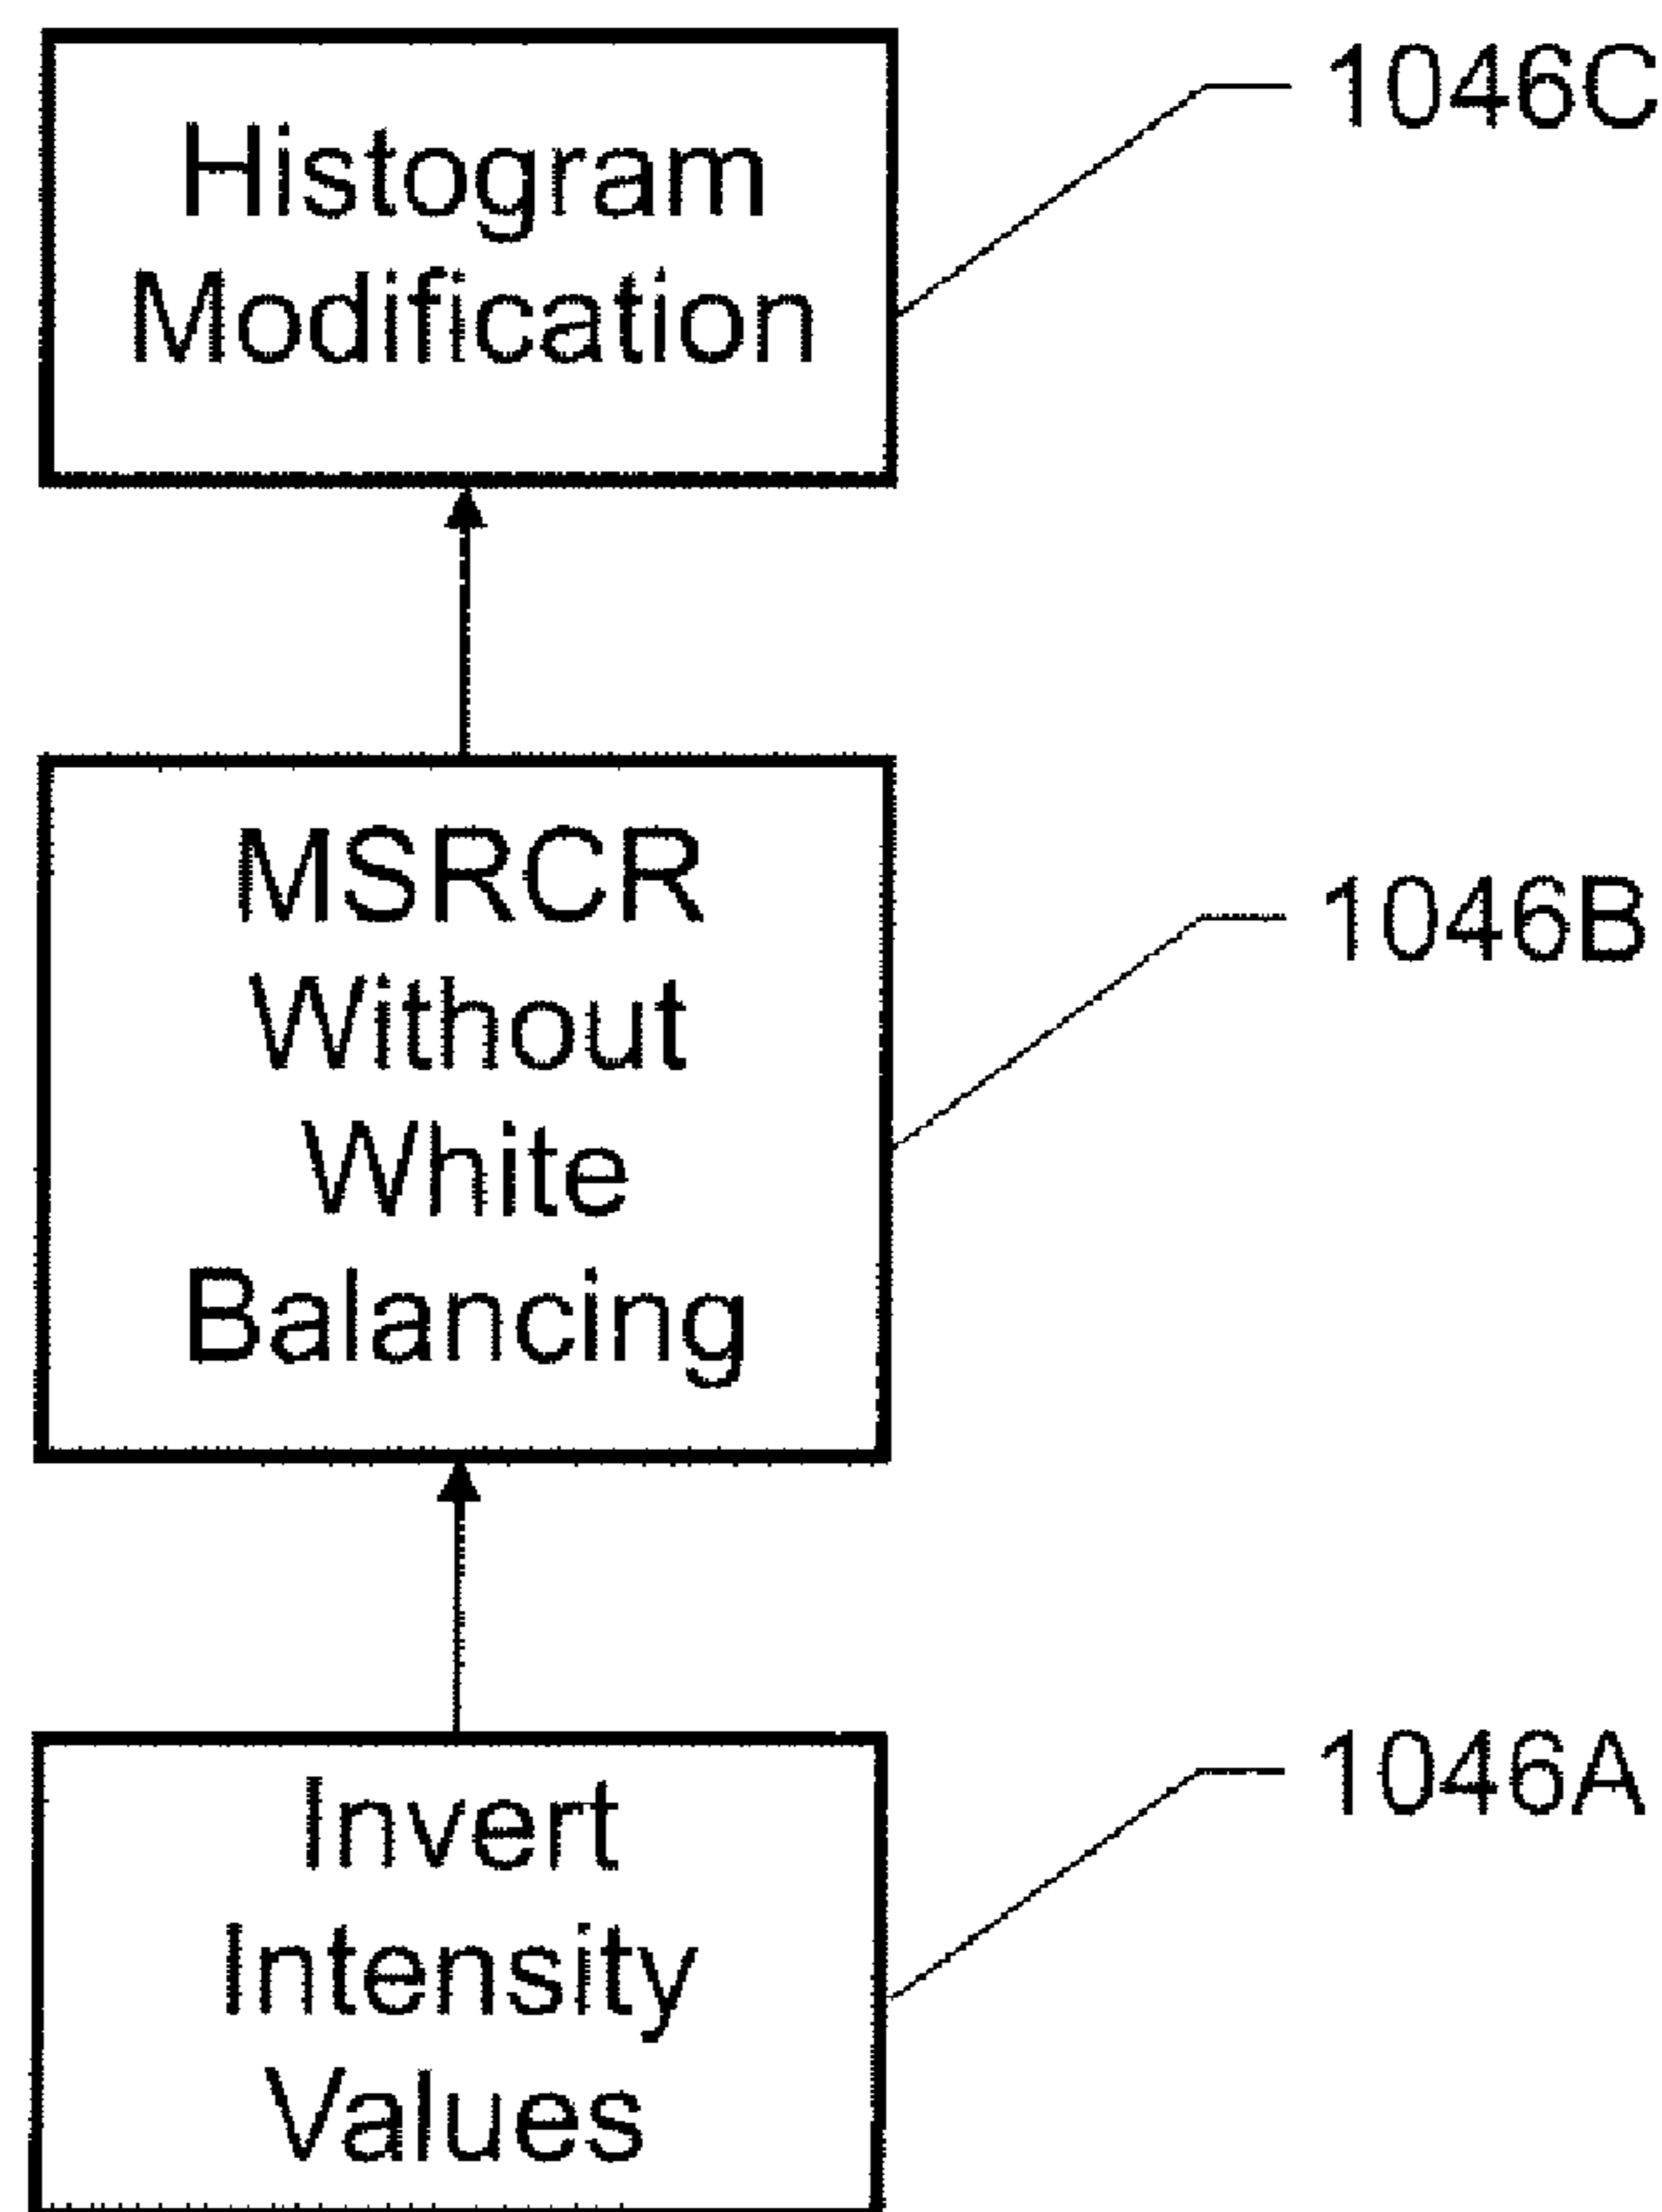 Histogram
Modification
1046C
MSRCR
Without
White
Balancing
1046B
Invert
Intensity
Values
1046A